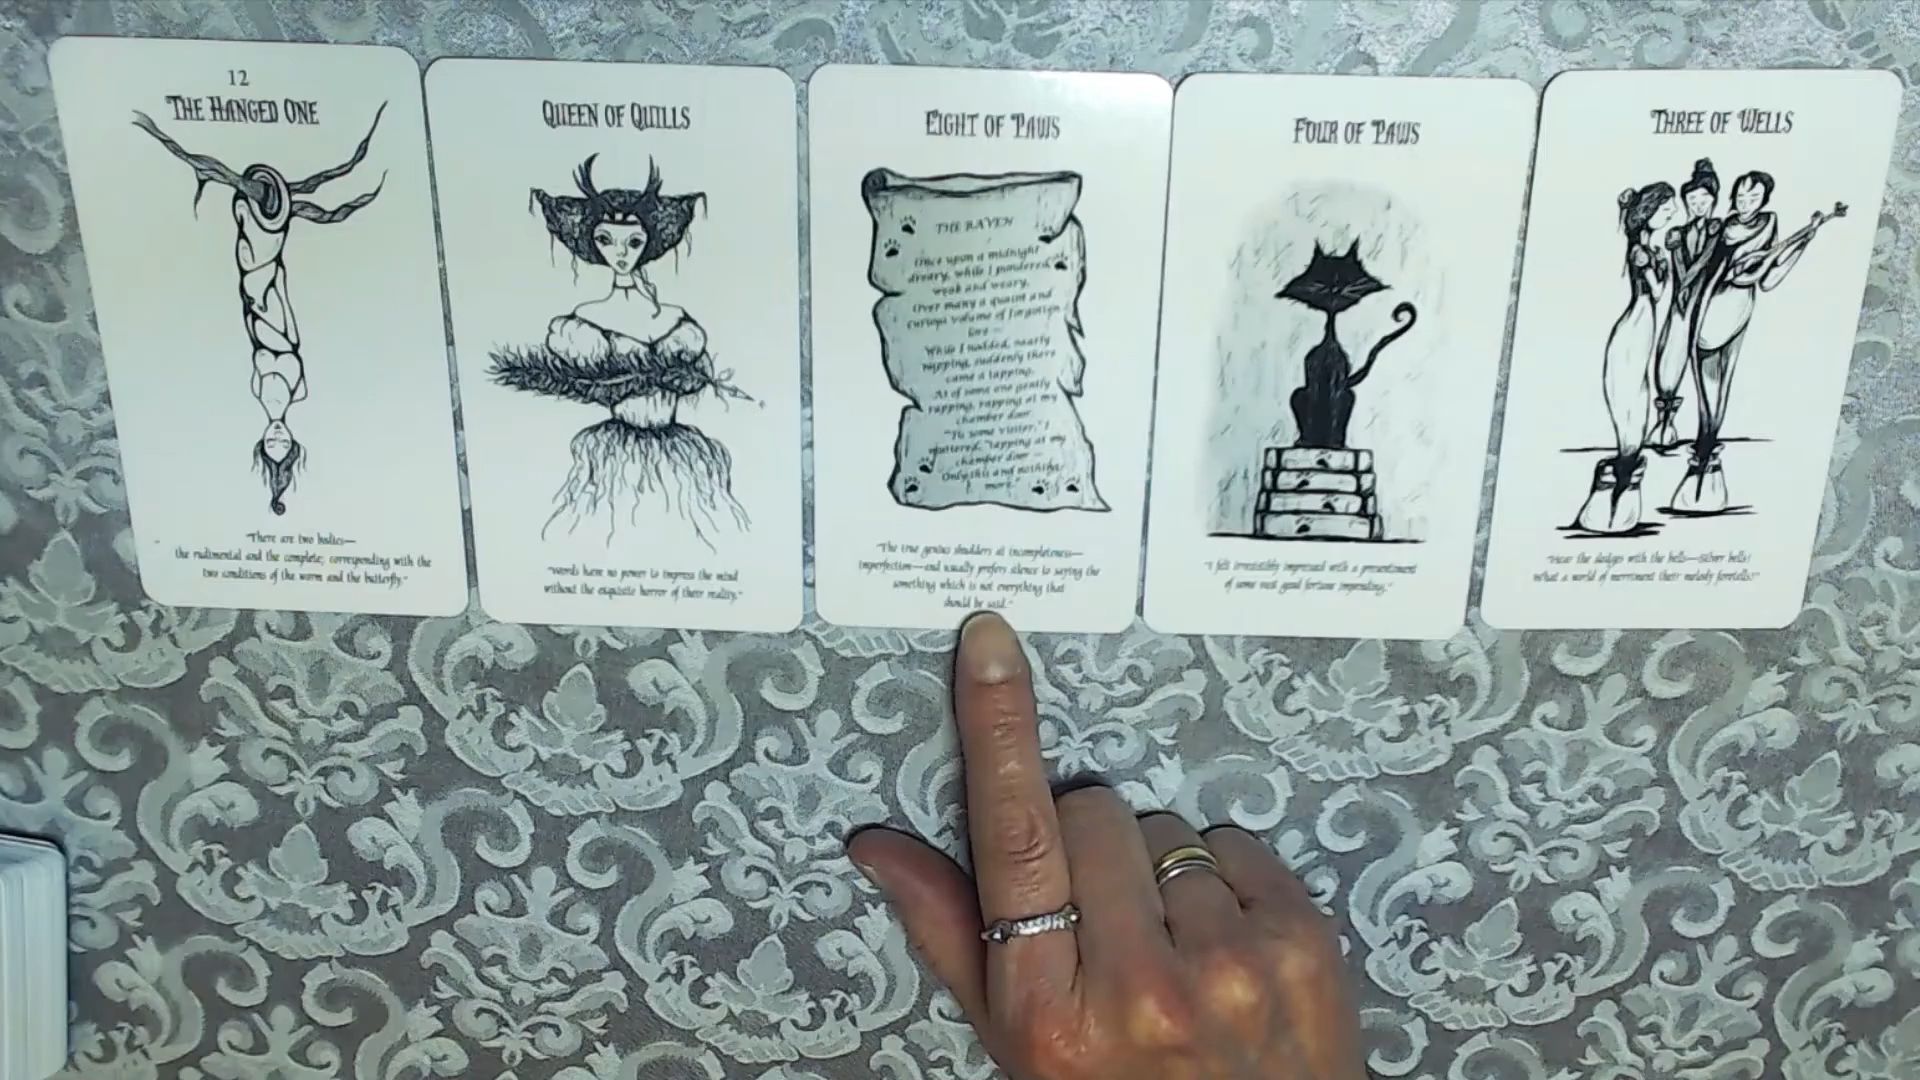 12
THE HANGED ONE
"There are two bodies—
the rudimental and the complete; corresponding with the
two conditions of the worm and the butterfly."
QUEEN OF QUILLS
"Words have no power to impress the mind
without the exquisite horror of their reality."
EIGHT OF PAWS
THE RAVEN
Once upon a midnight
dreary, while I pondered,
weak and weary,
Over many a quaint and
curious volume of forgotten
lore —
While I nodded, nearly
napping, suddenly there
came a tapping,
As of some one gently
rapping, rapping at my
chamber door.
"Tis some visitor," I
muttered, "tapping at my
chamber door —
Only this and nothing
more."
"The true genius shudders at incompleteness—
imperfection—and usually prefers silence to saying the
something which is not everything that
should be said."
FOUR OF PAWS
"I felt irresistibly impressed with a presentiment
of some vast good fortune impending."
THREE OF WELLS
"Hear the sledges with the bells—silver bells!
What a world of merriment their melody foretells!"